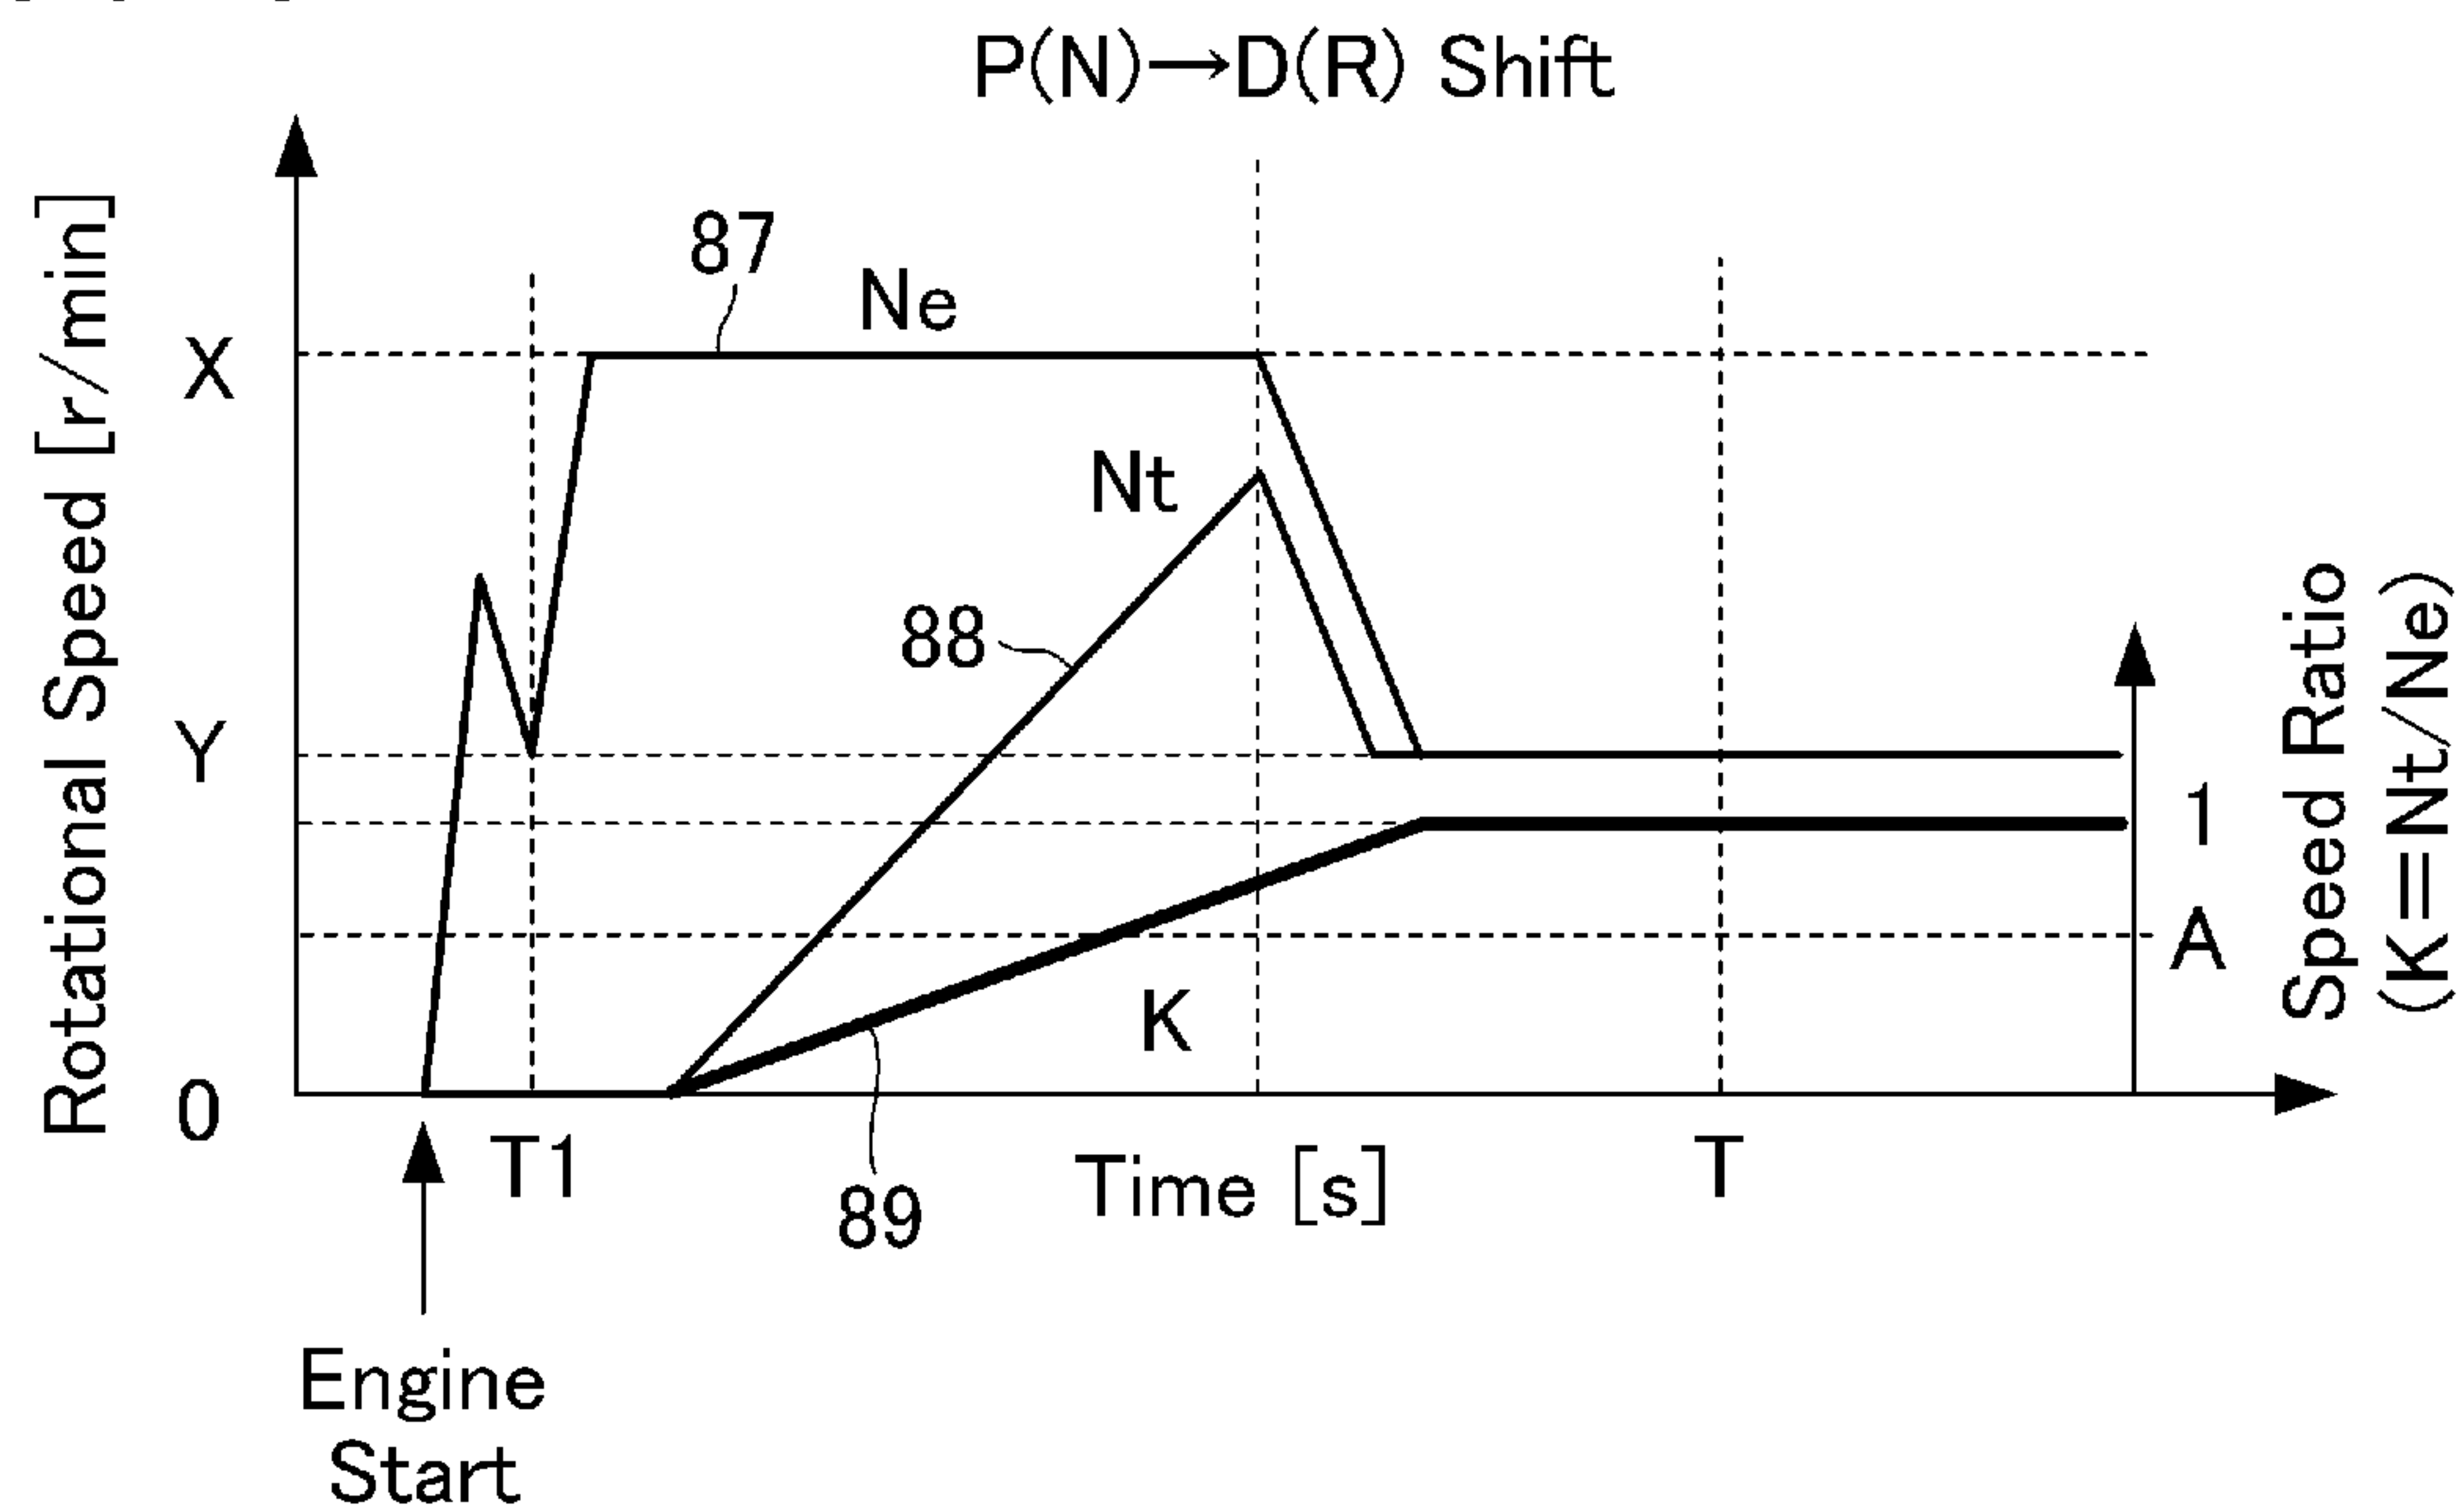 P(N)→D(R) Shift
Rotational Speed [r/min]
X
Y
0
87
Ne
Nt
88
K
89
1
A
Speed Ratio
(K=Nt/Ne)
T1
Time [s]
T
Engine
Start